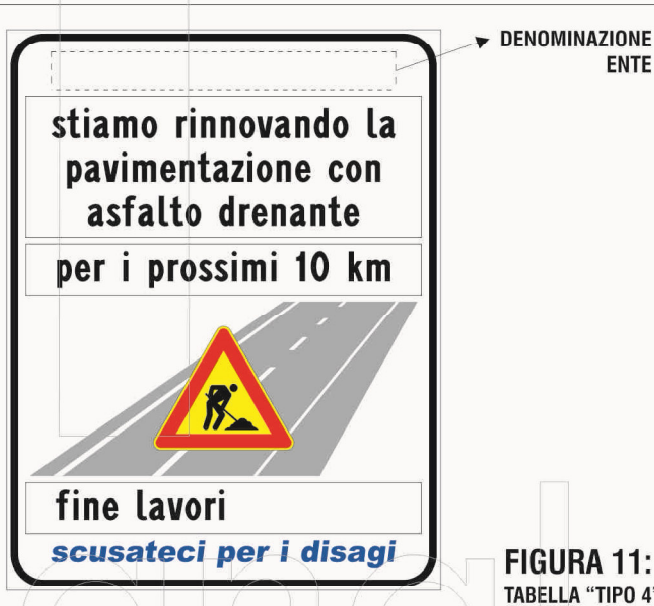 DENOMINAZIONE
ENTE
stiamo rinnovando la
pavimentazione con
asfalto drenante
per i prossimi 10 km
fine lavori
scusateci per i disagi
FIGURA 11:
TABELLA “TIPO 4”